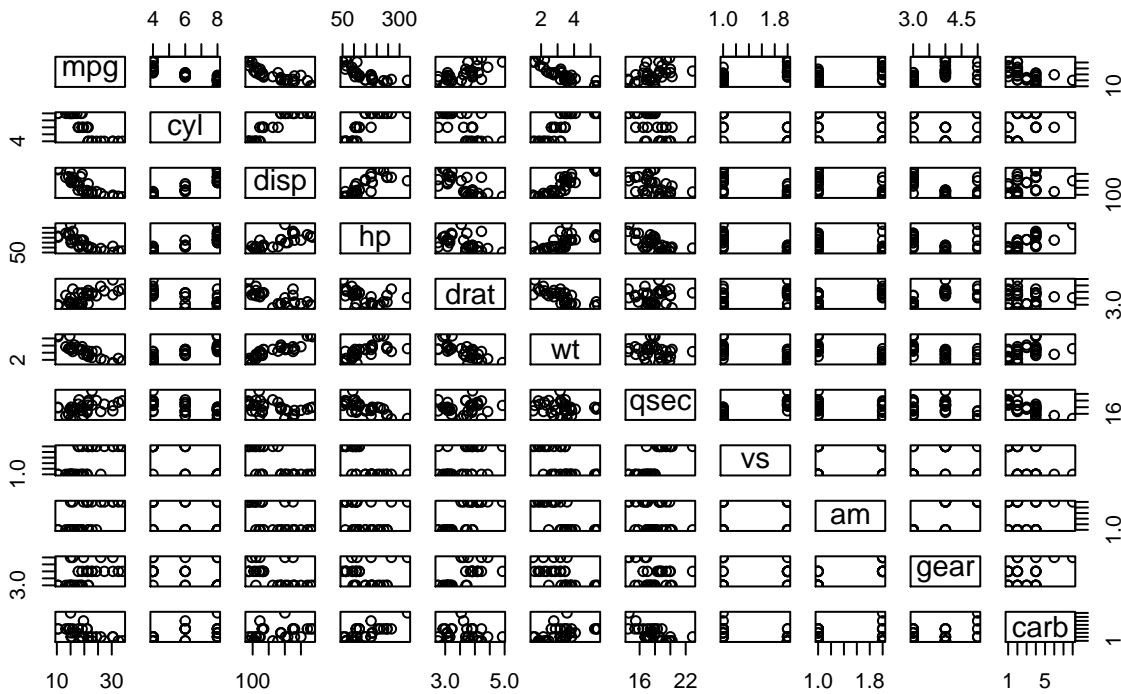 4 6 8 50 300 2 4 1.0 1.8 3.0 4.5
mpg 10
4 cyl
disp 100
50 hp
drat 3.0
2 wt
qsec 16
1.0 vs
am 1.0
3.0 gear
carb 1
10 30 100 3.0 5.0 16 22 1.0 1.8 1 5